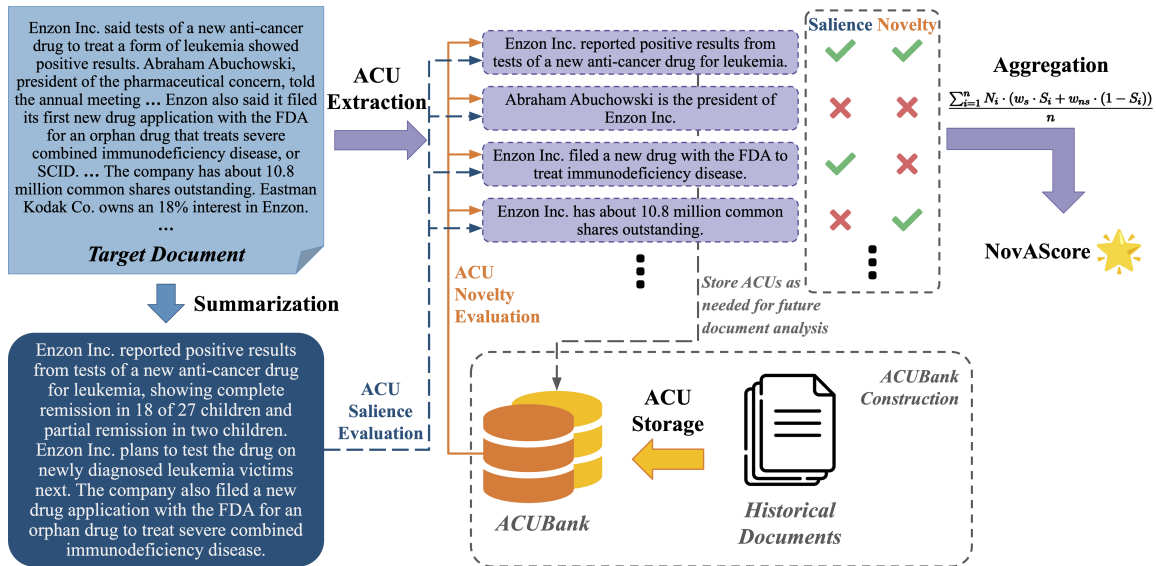 Enzon Inc. said tests of a new anti-cancer
drug to treat a form of leukemia showed
positive results. Abraham Abuchowski,
president of the pharmaceutical concern, told
the annual meeting ... Enzon also said it filed
its first new drug application with the FDA
for an orphan drug that treats severe
combined immunodeficiency disease, or
SCID. ... The company has about 10.8
million common shares outstanding. Eastman
Kodak Co. owns an 18% interest in Enzon.
...
Target Document
Summarization
Enzon Inc. reported positive results
from tests of a new anti-cancer drug
for leukemia, showing complete
remission in 18 of 27 children and
partial remission in two children.
Enzon Inc. plans to test the drug on
newly diagnosed leukemia victims
next. The company also filed a new
drug application with the FDA for an
orphan drug to treat severe combined
immunodeficiency disease.
ACU
Extraction
ACU
Salience
Evaluation
ACU
Novelty
Evaluation
Enzon Inc. reported positive results from
tests of a new anti-cancer drug for leukemia.
Abraham Abuchowski is the president of
Enzon Inc.
Enzon Inc. filed a new drug with the FDA to
treat immunodeficiency disease.
Enzon Inc. has about 10.8 million common
shares outstanding.
Salience Novelty
Store ACUs as
needed for future
document analysis
ACUBank
Construction
ACU
Storage
ACUBank
Historical
Documents
Aggregation
∑ⁿᵢ₌₁ Nᵢ · (wₛ · Sᵢ + wₙₛ · (1 − Sᵢ))
n
NovAScore